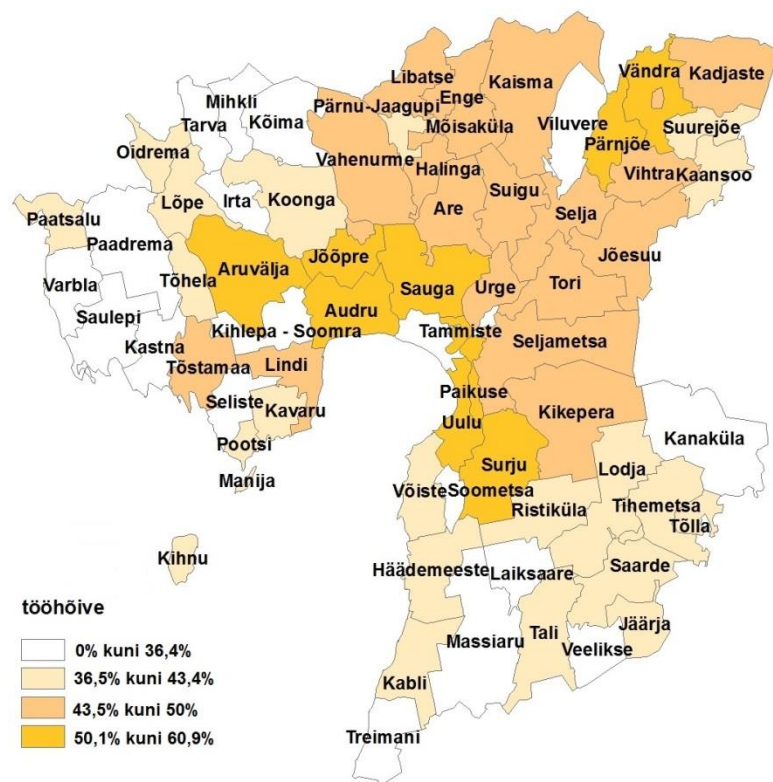 Libatse
Kaisma
Vändra
Kadjaste
Mihkli
Tarva
Kõima
Pärnu-Jaagupi
Enge
Mõisaküla
Viluvere
Suurejõe
Oidrema
Vahenurme
Halinga
Pärnjõe
Vihtra
Kaansoo
Lõpe
Irta
Koonga
Are
Suigu
Selja
Paatsalu
Paadrema
Aruvälja
Jööpre
Jõesuu
Varbla
Tõhela
Audru
Sauga
Urge
Tori
Saulepi
Kihlepa - Soomra
Tammiste
Kastna
Seljametsa
Tõstamaa
Lindi
Seliste
Kavaru
Paikuse
Kikepera
Pootsi
Uulu
Kanaküla
Manija
Surju
Lodja
Võiste
Soometsa
Ristiküla
Tihemetsa
Tõlla
Kihnu
Häädemeeste
Laiksaare
Saarde
Massiaru
Tali
Jäärja
Veelikse
Kabli
Treimani
tööhõive
0% kuni 36,4%
36,5% kuni 43,4%
43,5% kuni 50%
50,1% kuni 60,9%